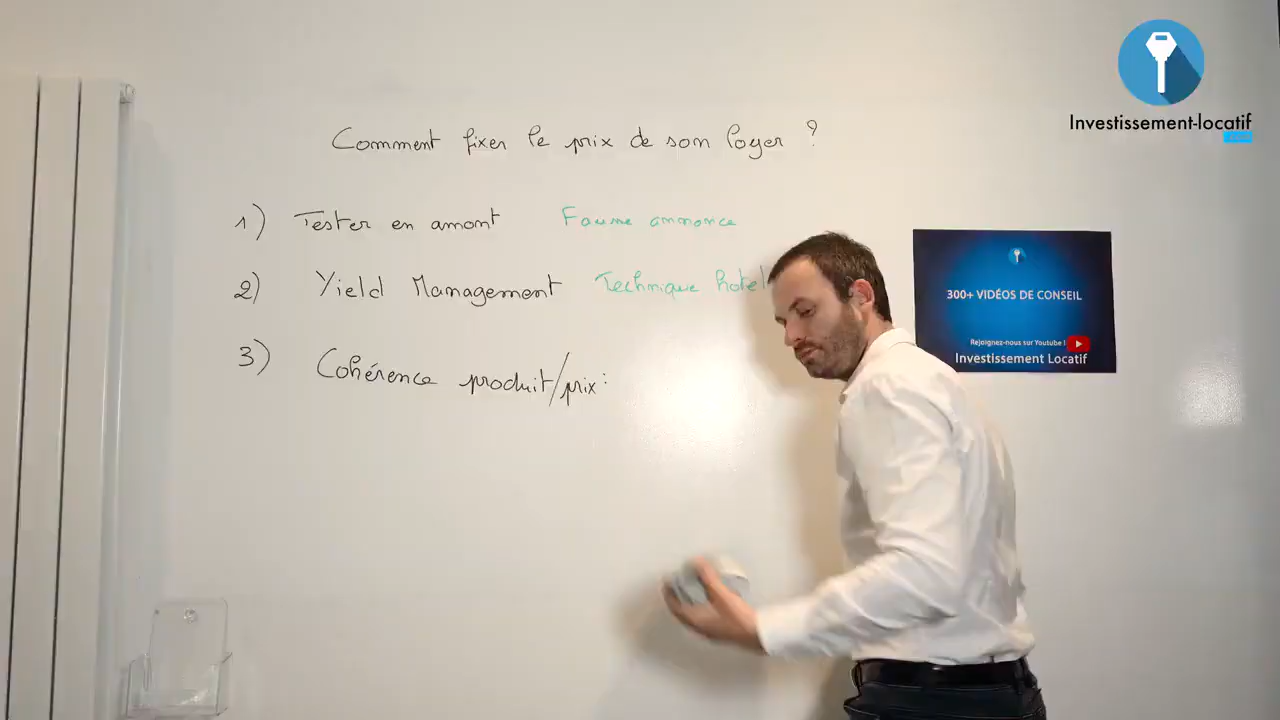 Comment fixer le prix de son loyer ?
1) Tester en amont Fausse annonce
2) Yield Management Technique hotel
3) Cohérence produit/prix:
Investissement-locatif
300+ VIDÉOS DE CONSEIL
Rejoignez-nous sur Youtube !
Investissement Locatif